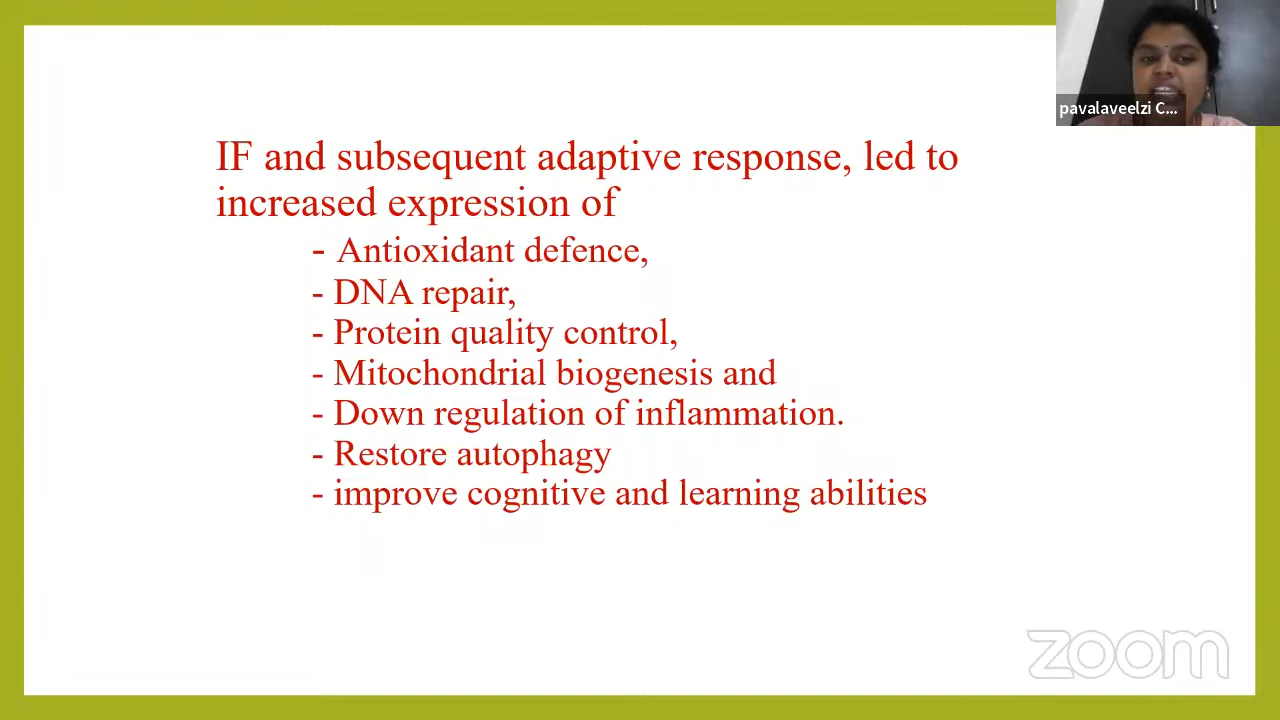 pavalaveelzi C...
IF and subsequent adaptive response, led to
increased expression of
- Antioxidant defence,
- DNA repair,
- Protein quality control,
- Mitochondrial biogenesis and
- Down regulation of inflammation.
- Restore autophagy
- improve cognitive and learning abilities
zoom